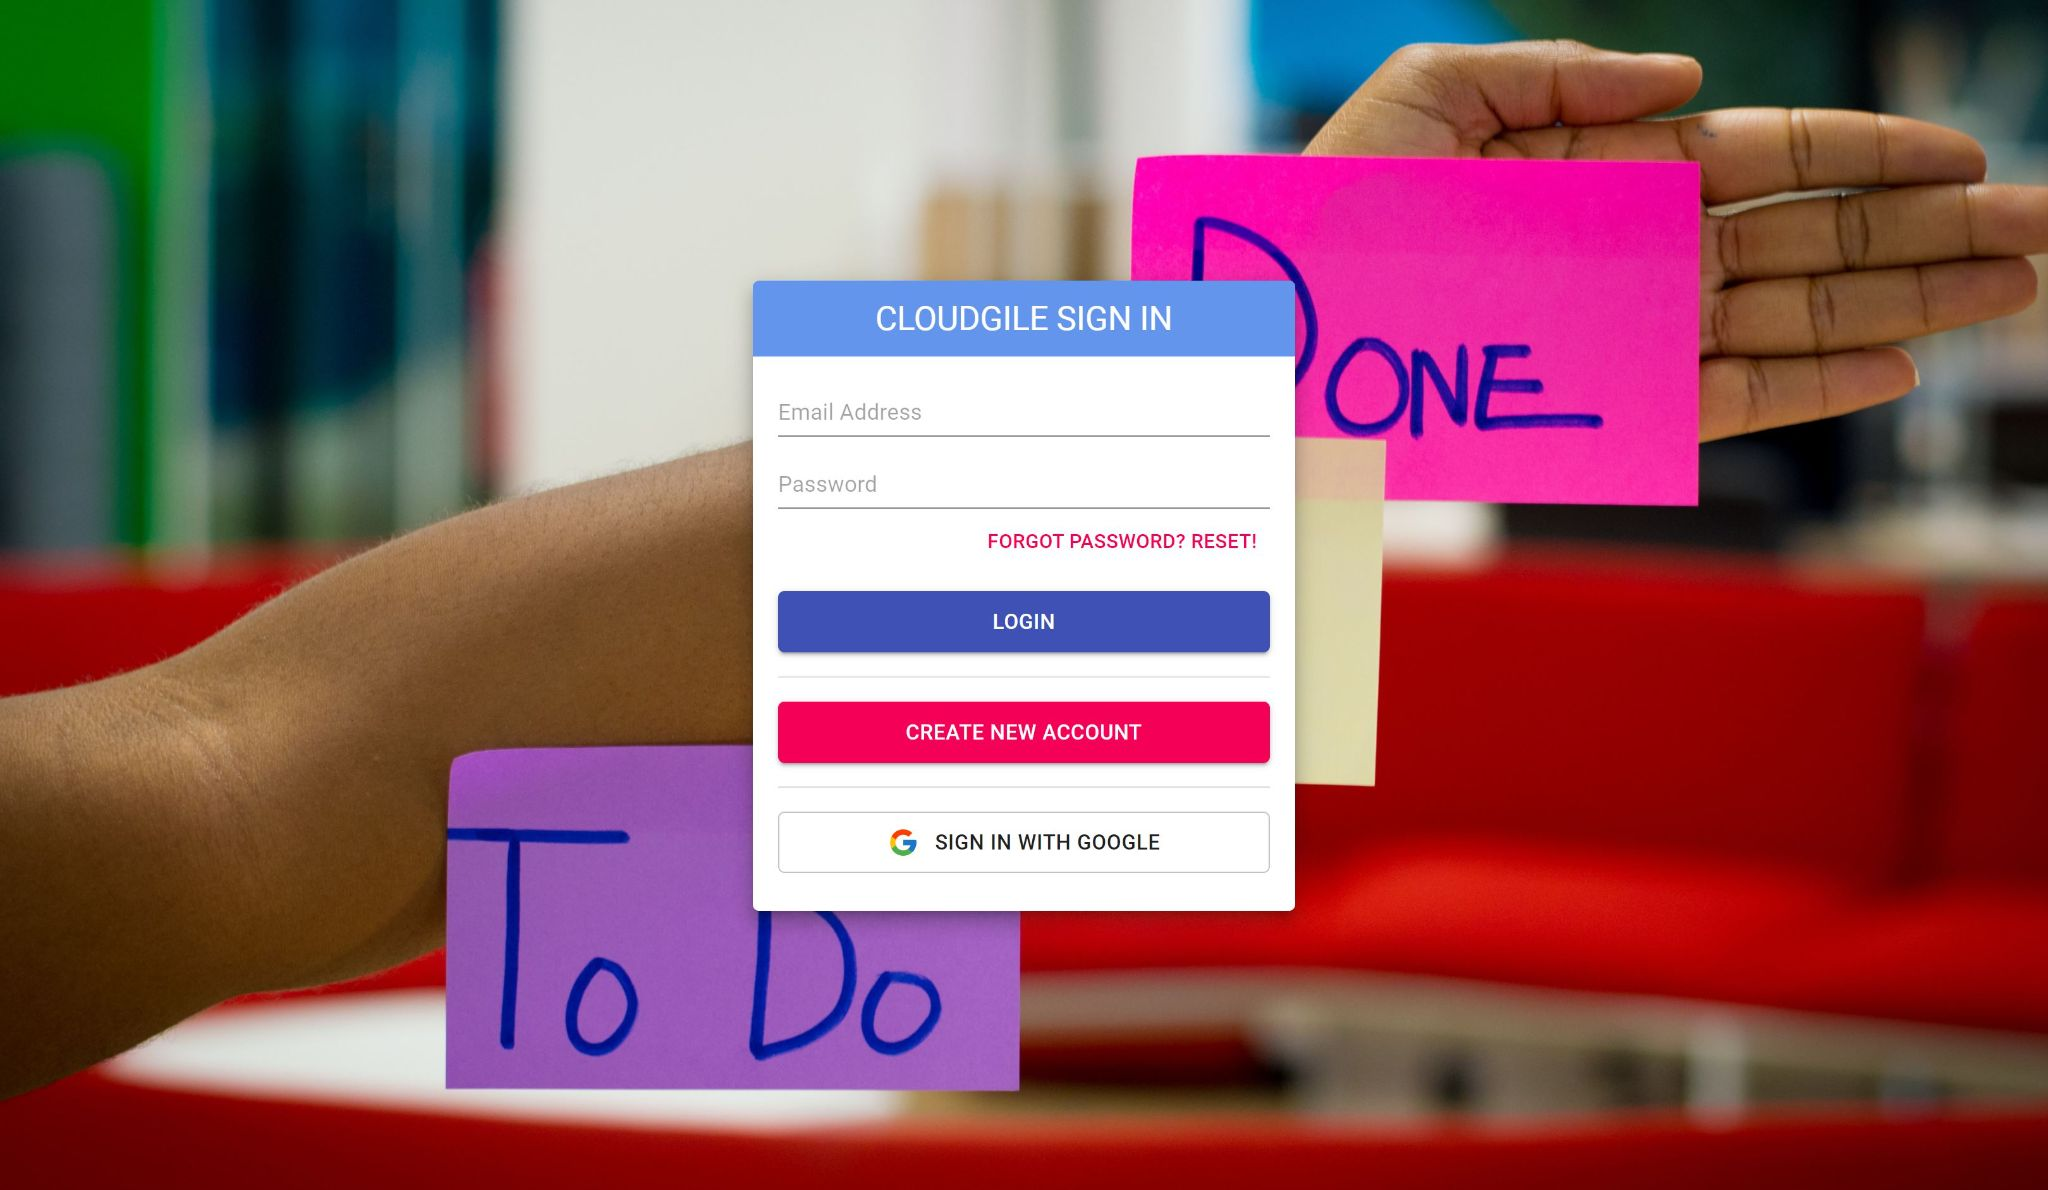 DONE
CLOUDGILE SIGN IN
Email Address
Password
FORGOT PASSWORD? RESET!
LOGIN
CREATE NEW ACCOUNT
SIGN IN WITH GOOGLE
To Do